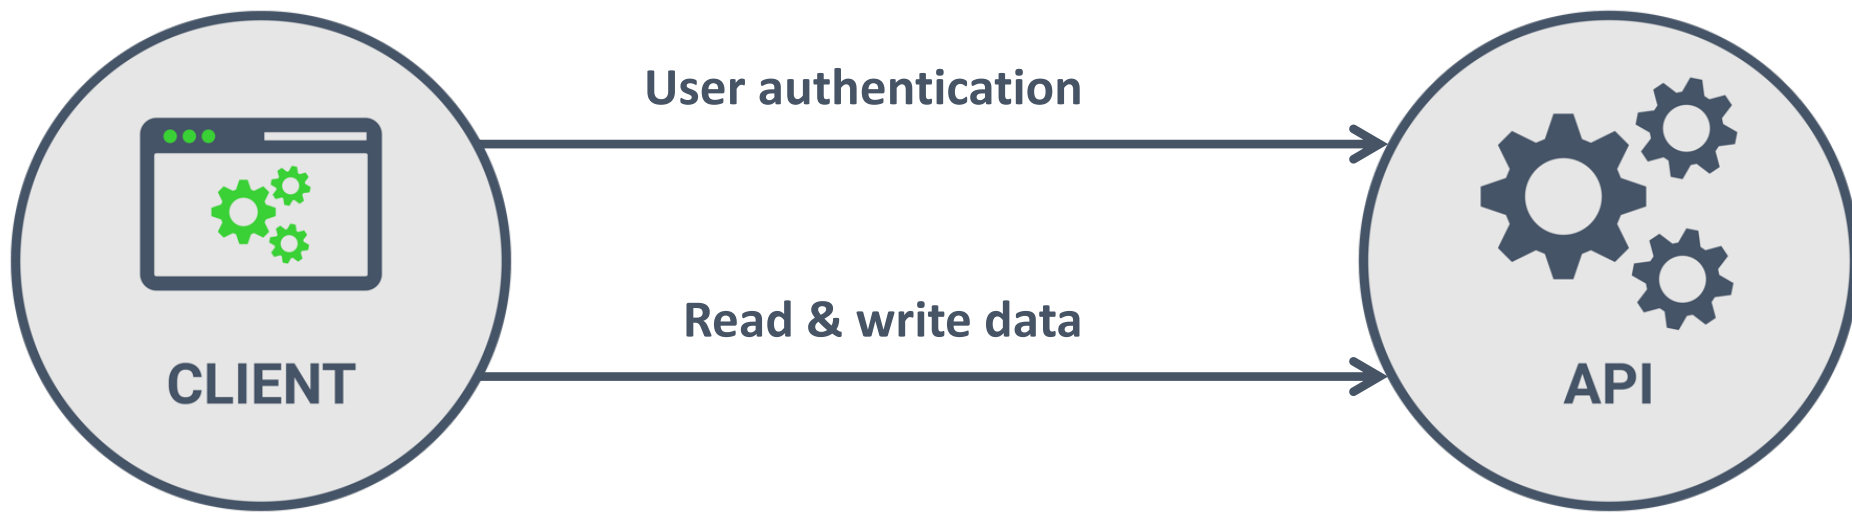 User authentication
Read & write data
CLIENT
API